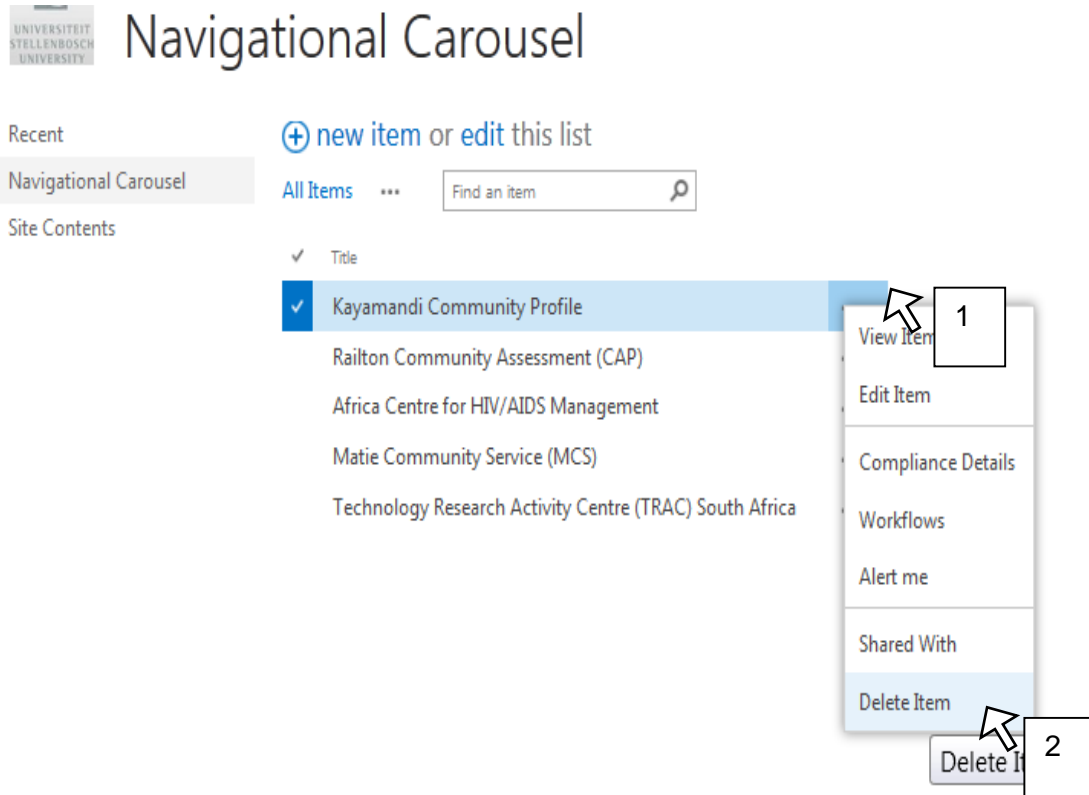 UNIVERSITEIT
STELLENBOSCH
UNIVERSITY
Navigational Carousel
Recent
Navigational Carousel
Site Contents
new item or edit this list
All Items ...
Find an item
Title
Kayamandi Community Profile
Railton Community Assessment (CAP)
Africa Centre for HIV/AIDS Management
Matie Community Service (MCS)
Technology Research Activity Centre (TRAC) South Africa
1
View Item
Edit Item
Compliance Details
Workflows
Alert me
Shared With
Delete Item
2
Delete